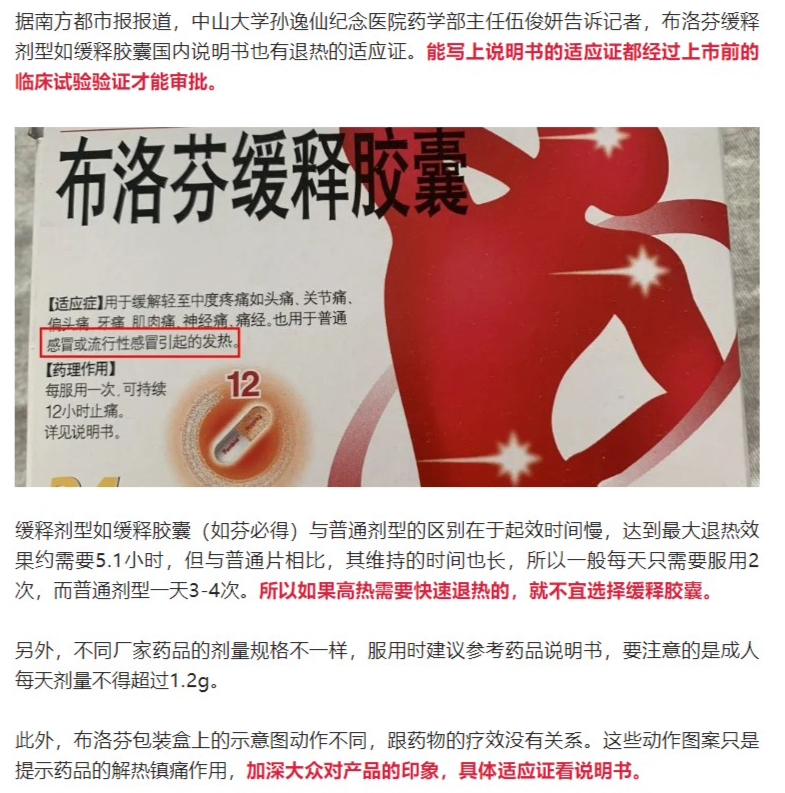 据南方都市报报道，中山大学孙逸仙纪念医院药学部主任伍俊妍告诉记者，布洛芬缓释
剂型如缓释胶囊国内说明书也有退热的适应证。能写上说明书的适应证都经过上市前的
临床试验验证才能审批。
布洛芬缓释胶囊
【适应症】用于缓解轻至中度疼痛如头痛、关节痛、
偏头痛、牙痛、肌肉痛、神经痛、痛经。也用于普通
感冒或流行性感冒引起的发热。
【药理作用】
每服用一次,可持续
12小时止痛。
详见说明书。
12
缓释剂型如缓释胶囊（如芬必得）与普通剂型的区别在于起效时间慢，达到最大退热效
果约需要5.1小时，但与普通片相比，其维持的时间也长，所以一般每天只需要服用2
次，而普通剂型一天3-4次。所以如果高热需要快速退热的，就不宜选择缓释胶囊。
另外，不同厂家药品的剂量规格不一样，服用时建议参考药品说明书，要注意的是成人
每天剂量不得超过1.2g。
此外，布洛芬包装盒上的示意图动作不同，跟药物的疗效没有关系。这些动作图案只是
提示药品的解热镇痛作用，加深大众对产品的印象，具体适应证看说明书。